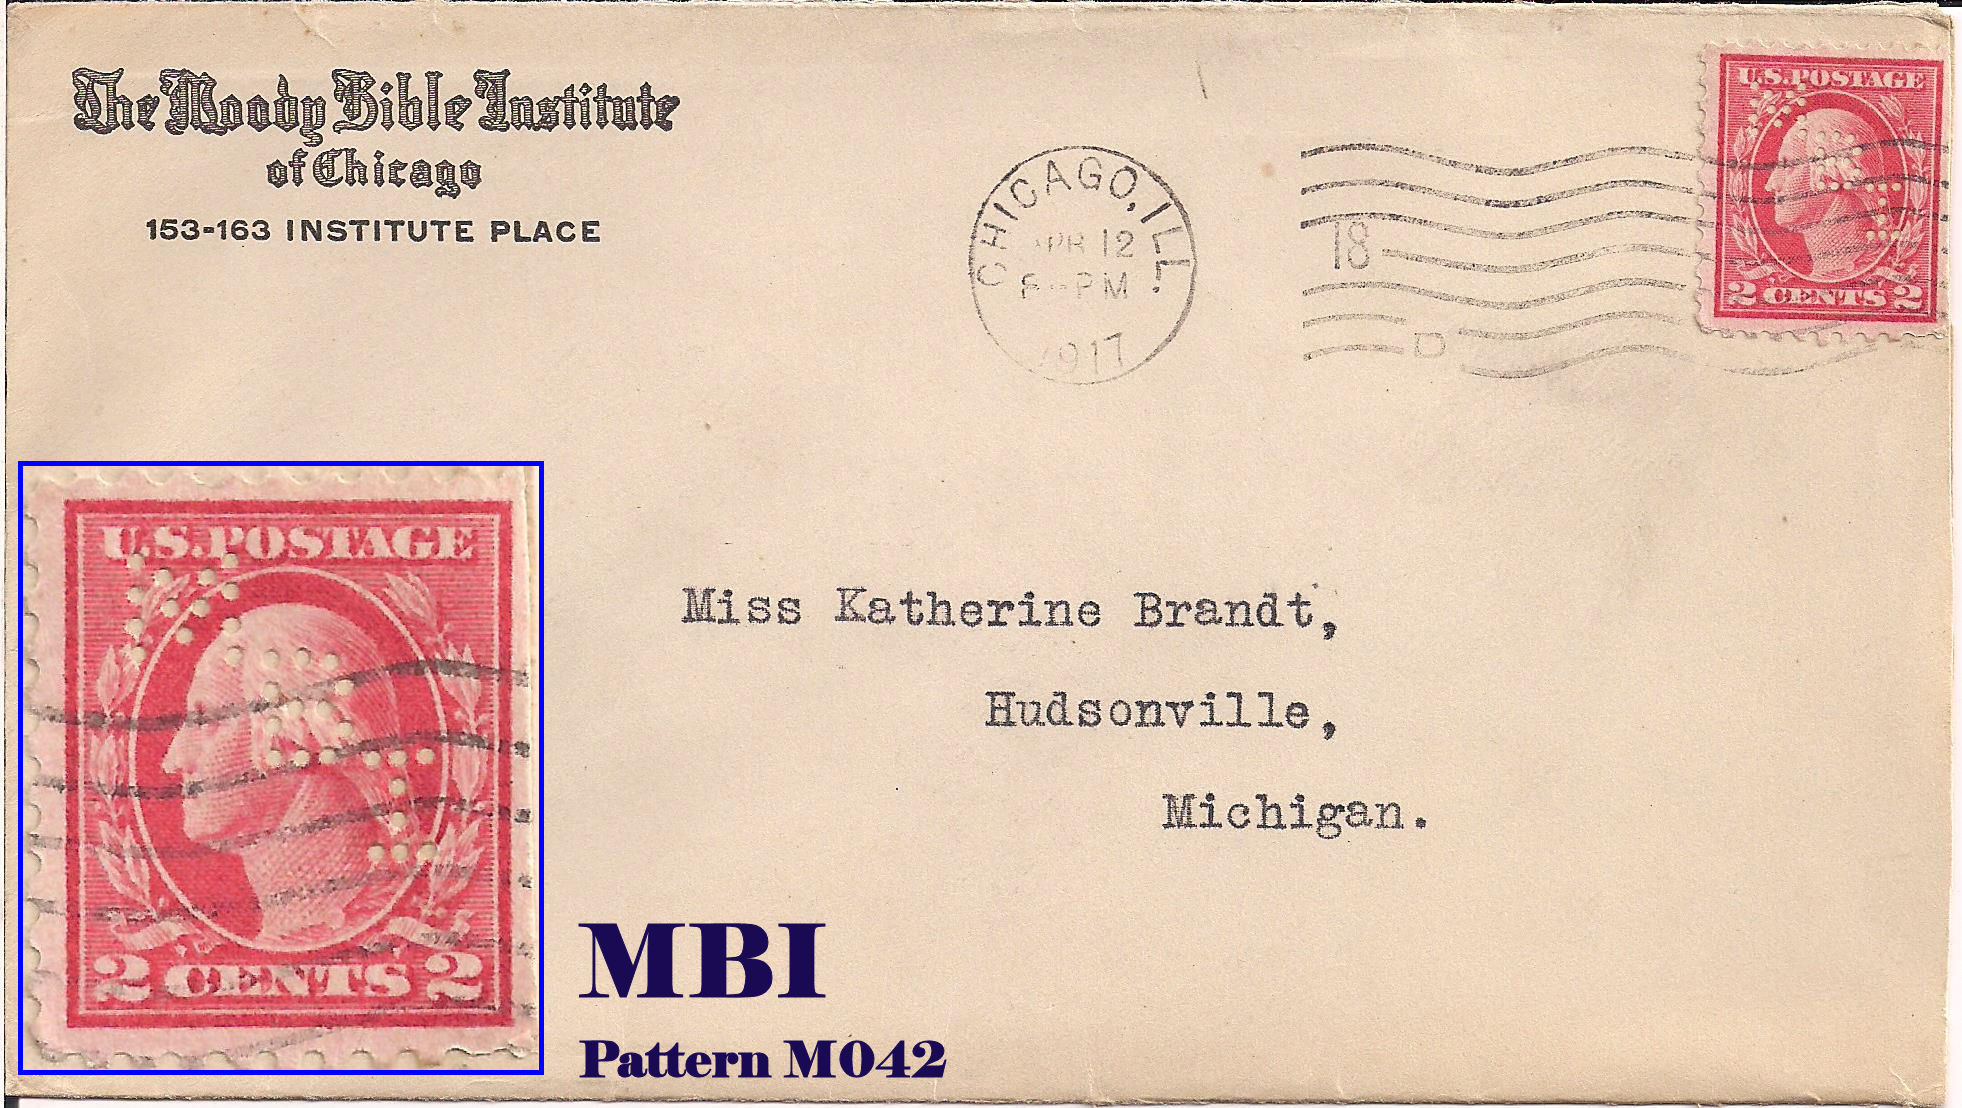 The Moody Bible Institute
of Chicago
153-163 INSTITUTE PLACE
CHICAGO, ILL.
APR 12
PM
1917
18
D
U.S. POSTAGE
2 CENTS 2
Miss Katherine Brandt,
Hudsonville,
Michigan.
U.S. POSTAGE
MBI
2 CENTS 2
MBI
Pattern M042